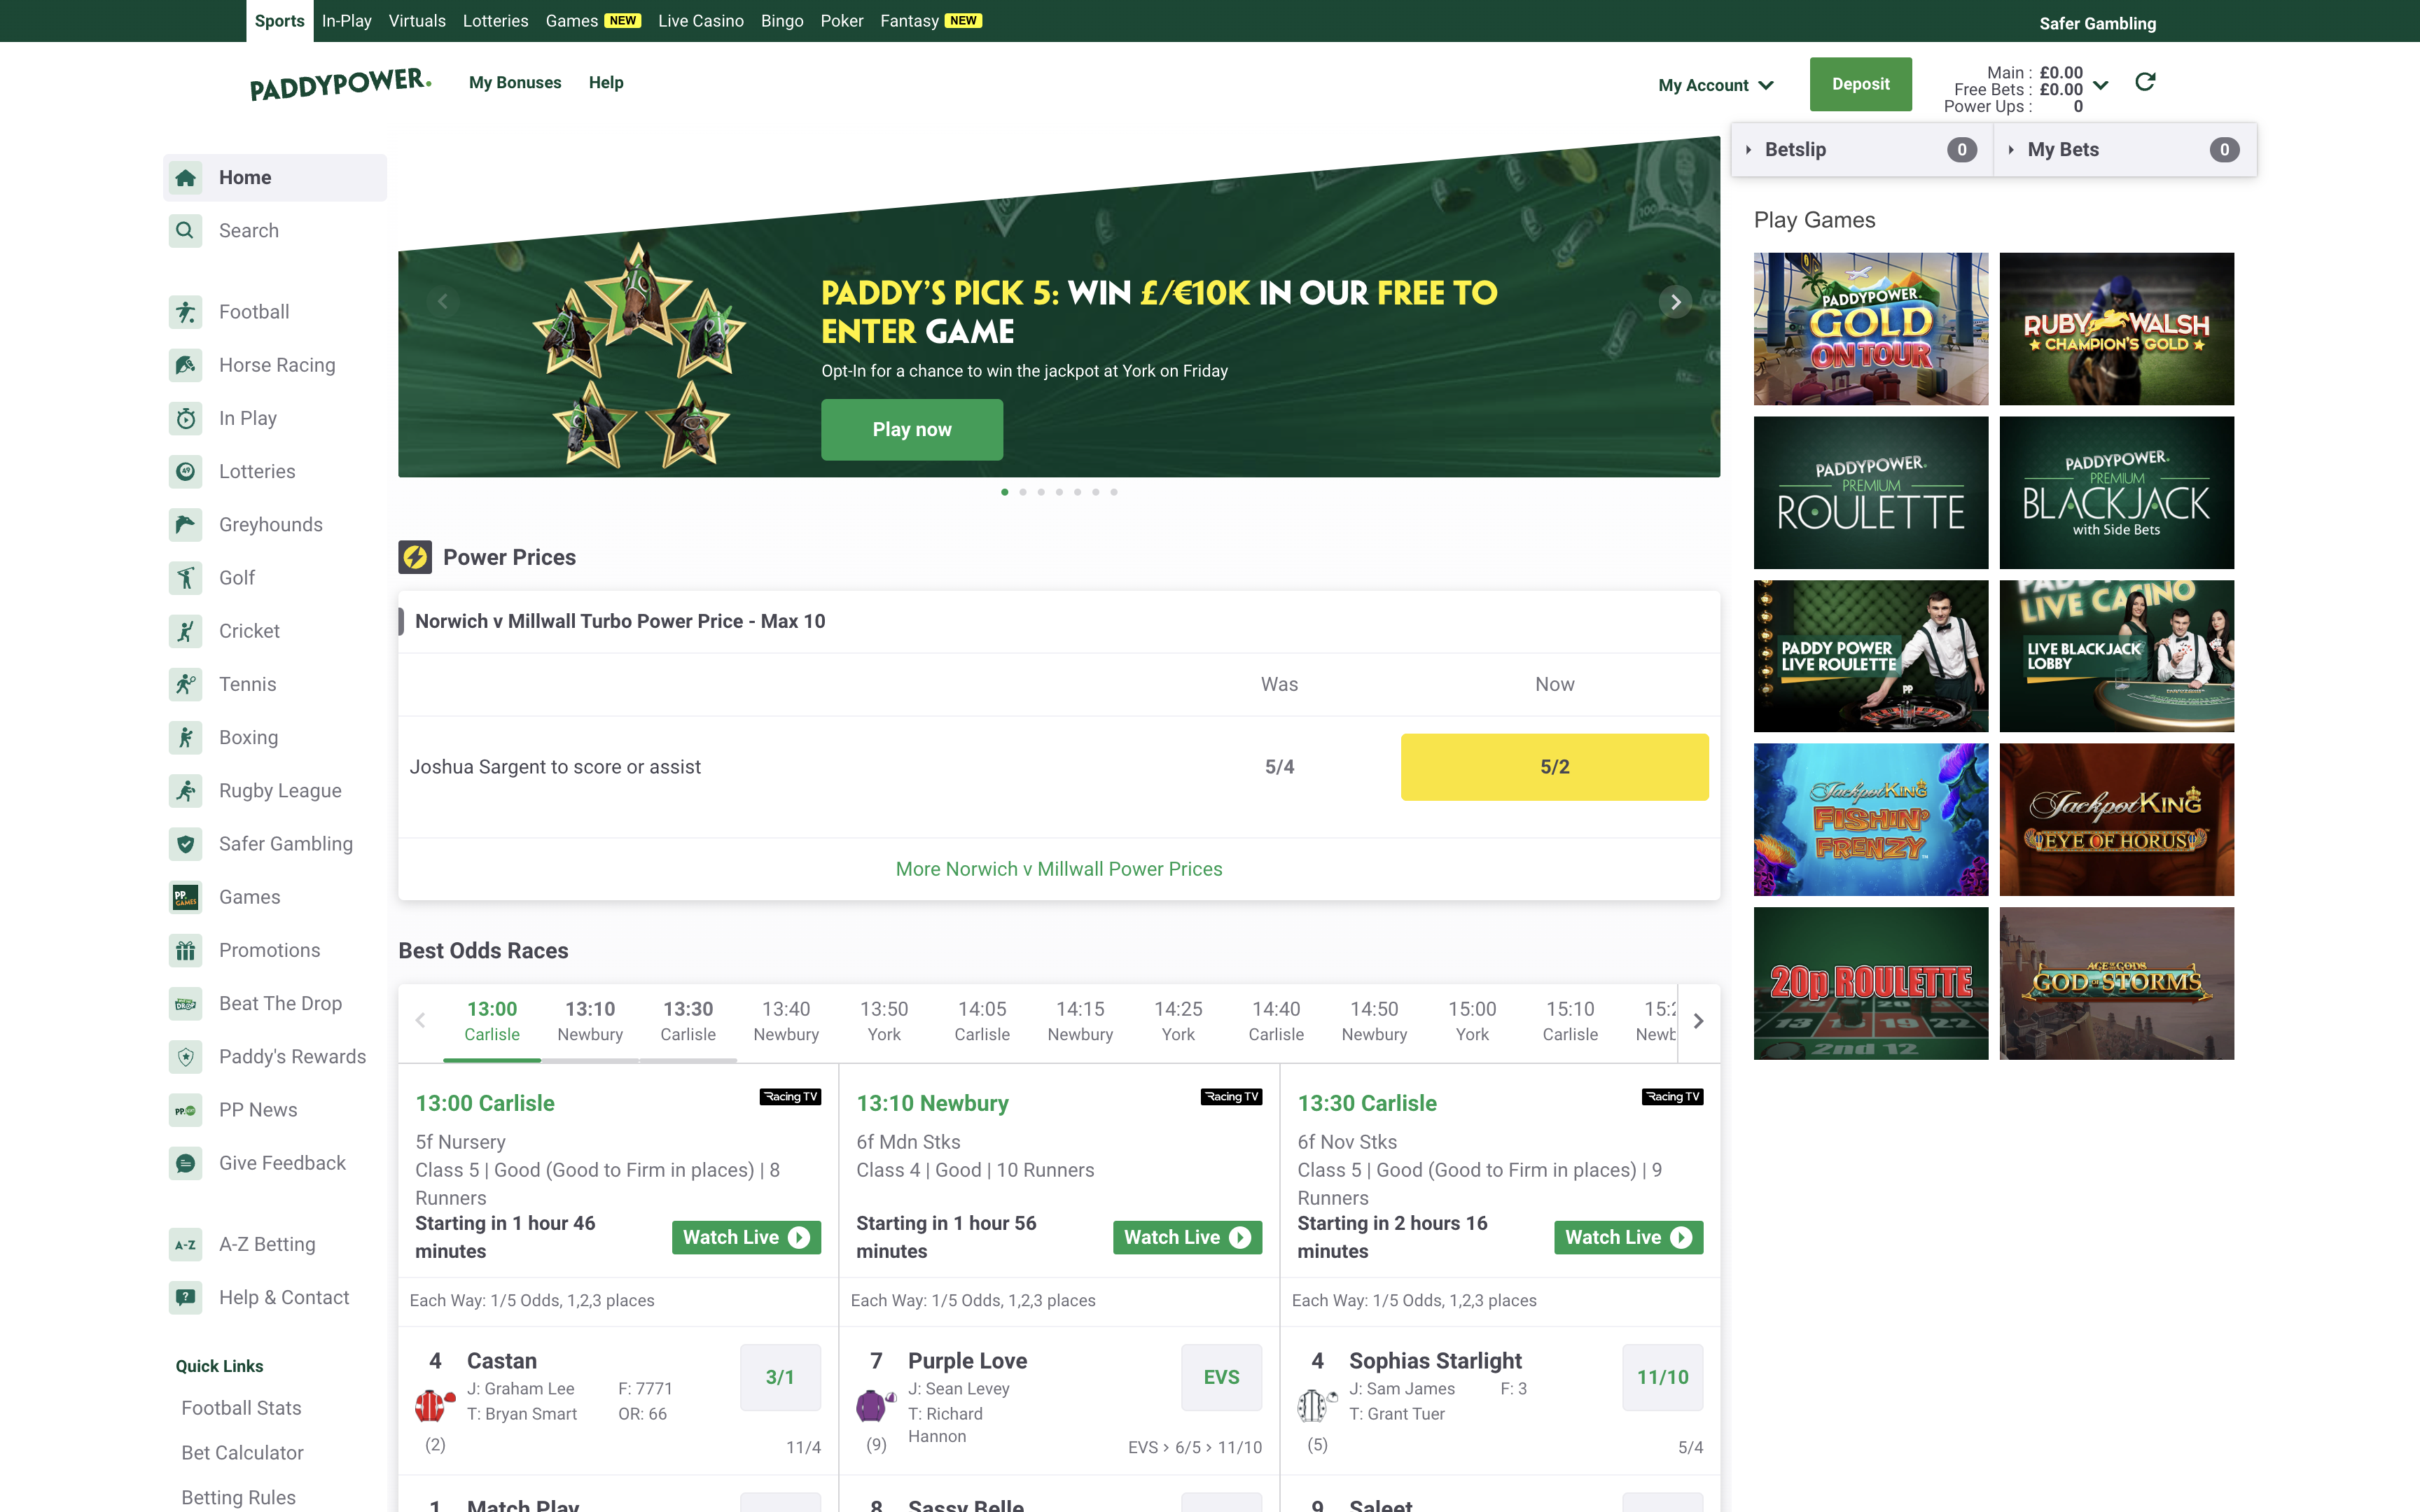 Sports In-Play Virtuals Lotteries Games NEW Live Casino Bingo Poker Fantasy NEW Safer Gambling
PADDYPOWER. My Bonuses Help My Account Deposit
Main : £0.00
Free Bets : £0.00
Power Ups : 0
Betslip 0 My Bets 0
Home
Search
Football
Horse Racing
In Play
Lotteries
Greyhounds
Golf
Cricket
Tennis
Boxing
Rugby League
Safer Gambling
Games
Promotions
Beat The Drop
Paddy's Rewards
PP News
Give Feedback
A-Z A-Z Betting
Help & Contact
Quick Links
Football Stats
Bet Calculator
Betting Rules
PADDY'S PICK 5: WIN £/€10K IN OUR FREE TO
ENTER GAME
Opt-In for a chance to win the jackpot at York on Friday
Play now
Power Prices
Norwich v Millwall Turbo Power Price - Max 10
Was Now
Joshua Sargent to score or assist 5/4 5/2
More Norwich v Millwall Power Prices
Best Odds Races
13:00 13:10 13:30 13:40 13:50 14:05 14:15 14:25 14:40 14:50 15:00 15:10
Carlisle Newbury Carlisle Newbury York Carlisle Newbury York Carlisle Newbury York Carlisle
13:00 Carlisle Racing TV
5f Nursery
Class 5 | Good (Good to Firm in places) | 8
Runners
Starting in 1 hour 46
minutes
Watch Live
Each Way: 1/5 Odds, 1,2,3 places
4 Castan 3/1
J: Graham Lee F: 7771
T: Bryan Smart OR: 66
(2) 11/4
1 Match Play
13:10 Newbury Racing TV
6f Mdn Stks
Class 4 | Good | 10 Runners
Starting in 1 hour 56
minutes
Watch Live
Each Way: 1/5 Odds, 1,2,3 places
7 Purple Love EVS
J: Sean Levey
T: Richard
Hannon
(9) EVS > 6/5 > 11/10
8 Sassy Belle
13:30 Carlisle Racing TV
6f Nov Stks
Class 5 | Good (Good to Firm in places) | 9
Runners
Starting in 2 hours 16
minutes
Watch Live
Each Way: 1/5 Odds, 1,2,3 places
4 Sophias Starlight 11/10
J: Sam James F: 3
T: Grant Tuer
(5) 5/4
9 Saleet
Play Games
PADDYPOWER.
GOLD
ON TOUR
RUBY WALSH
CHAMPION'S GOLD
PADDYPOWER.
PREMIUM
ROULETTE
PADDYPOWER.
PREMIUM
BLACKJACK
with Side Bets
PADDY POWER
LIVE ROULETTE
PP
LIVE CASINO
LIVE BLACKJACK
LOBBY
Jackpot KING
FISHIN'
FRENZY
Jackpot KING
EYE OF HORUS
20p ROULETTE
13 19 22
2nd 12
AGE OF THE GODS
GOD OF STORMS